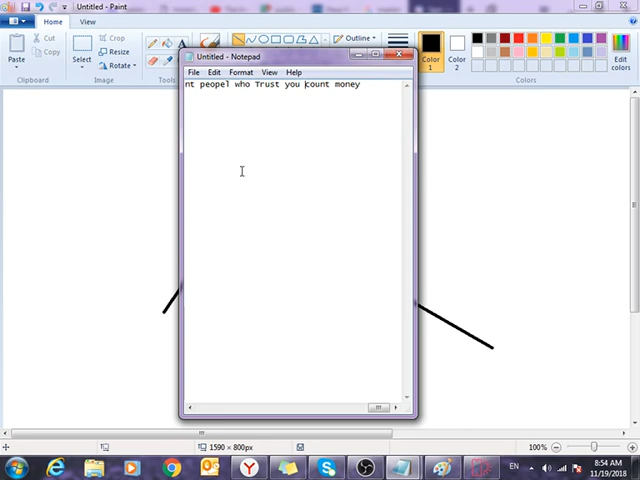 Untitled - Paint
Home
View
Cut
Copy
Clipboard
Select
Crop
Resize
Rotate
Image
A
Tools
Outline
Color 1
Color 2
Edit colors
Colors
Untitled - Notepad
File Edit Format View Help
nt peopel who Trust you count money
1590 × 800px
100%
EN
8:54 AM
11/19/2018